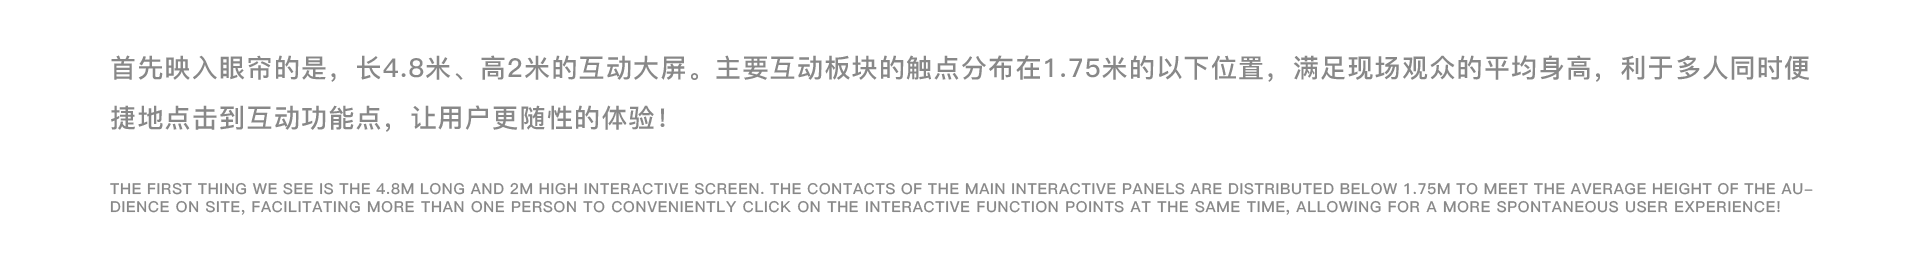 首先映入眼帘的是，长4.8米、高2米的互动大屏。主要互动板块的触点分布在1.75米的以下位置，满足现场观众的平均身高，利于多人同时便
捷地点击到互动功能点，让用户更随性的体验！
THE FIRST THING WE SEE IS THE 4.8M LONG AND 2M HIGH INTERACTIVE SCREEN. THE CONTACTS OF THE MAIN INTERACTIVE PANELS ARE DISTRIBUTED BELOW 1.75M TO MEET THE AVERAGE HEIGHT OF THE AU-
DIENCE ON SITE, FACILITATING MORE THAN ONE PERSON TO CONVENIENTLY CLICK ON THE INTERACTIVE FUNCTION POINTS AT THE SAME TIME, ALLOWING FOR A MORE SPONTANEOUS USER EXPERIENCE!